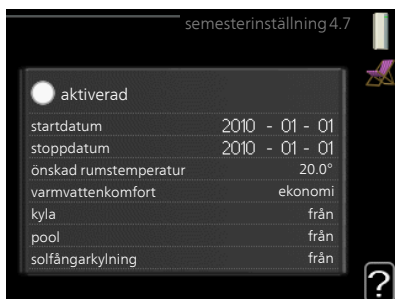 semesterinställning 4.7
aktiverad
startdatum 2010 - 01 - 01
stoppdatum 2010 - 01 - 01
önskad rumstemperatur 20.0°
varmvattenkomfort ekonomi
kyla från
pool från
solfångarkylning från
?